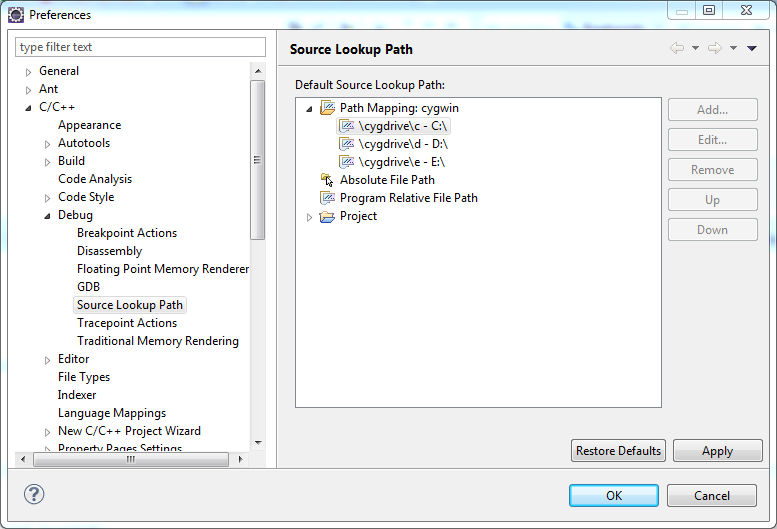 Preferences
type filter text
General
Ant
C/C++
Appearance
Autotools
Build
Code Analysis
Code Style
Debug
Breakpoint Actions
Disassembly
Floating Point Memory Renderer
GDB
Source Lookup Path
Tracepoint Actions
Traditional Memory Rendering
Editor
File Types
Indexer
Language Mappings
New C/C++ Project Wizard
Property Pages Settings
Source Lookup Path
Default Source Lookup Path:
Path Mapping: cygwin
\cygdrive\c - C:\
\cygdrive\d - D:\
\cygdrive\e - E:\
Absolute File Path
Program Relative File Path
Project
Add...
Edit...
Remove
Up
Down
Restore Defaults
Apply
OK
Cancel